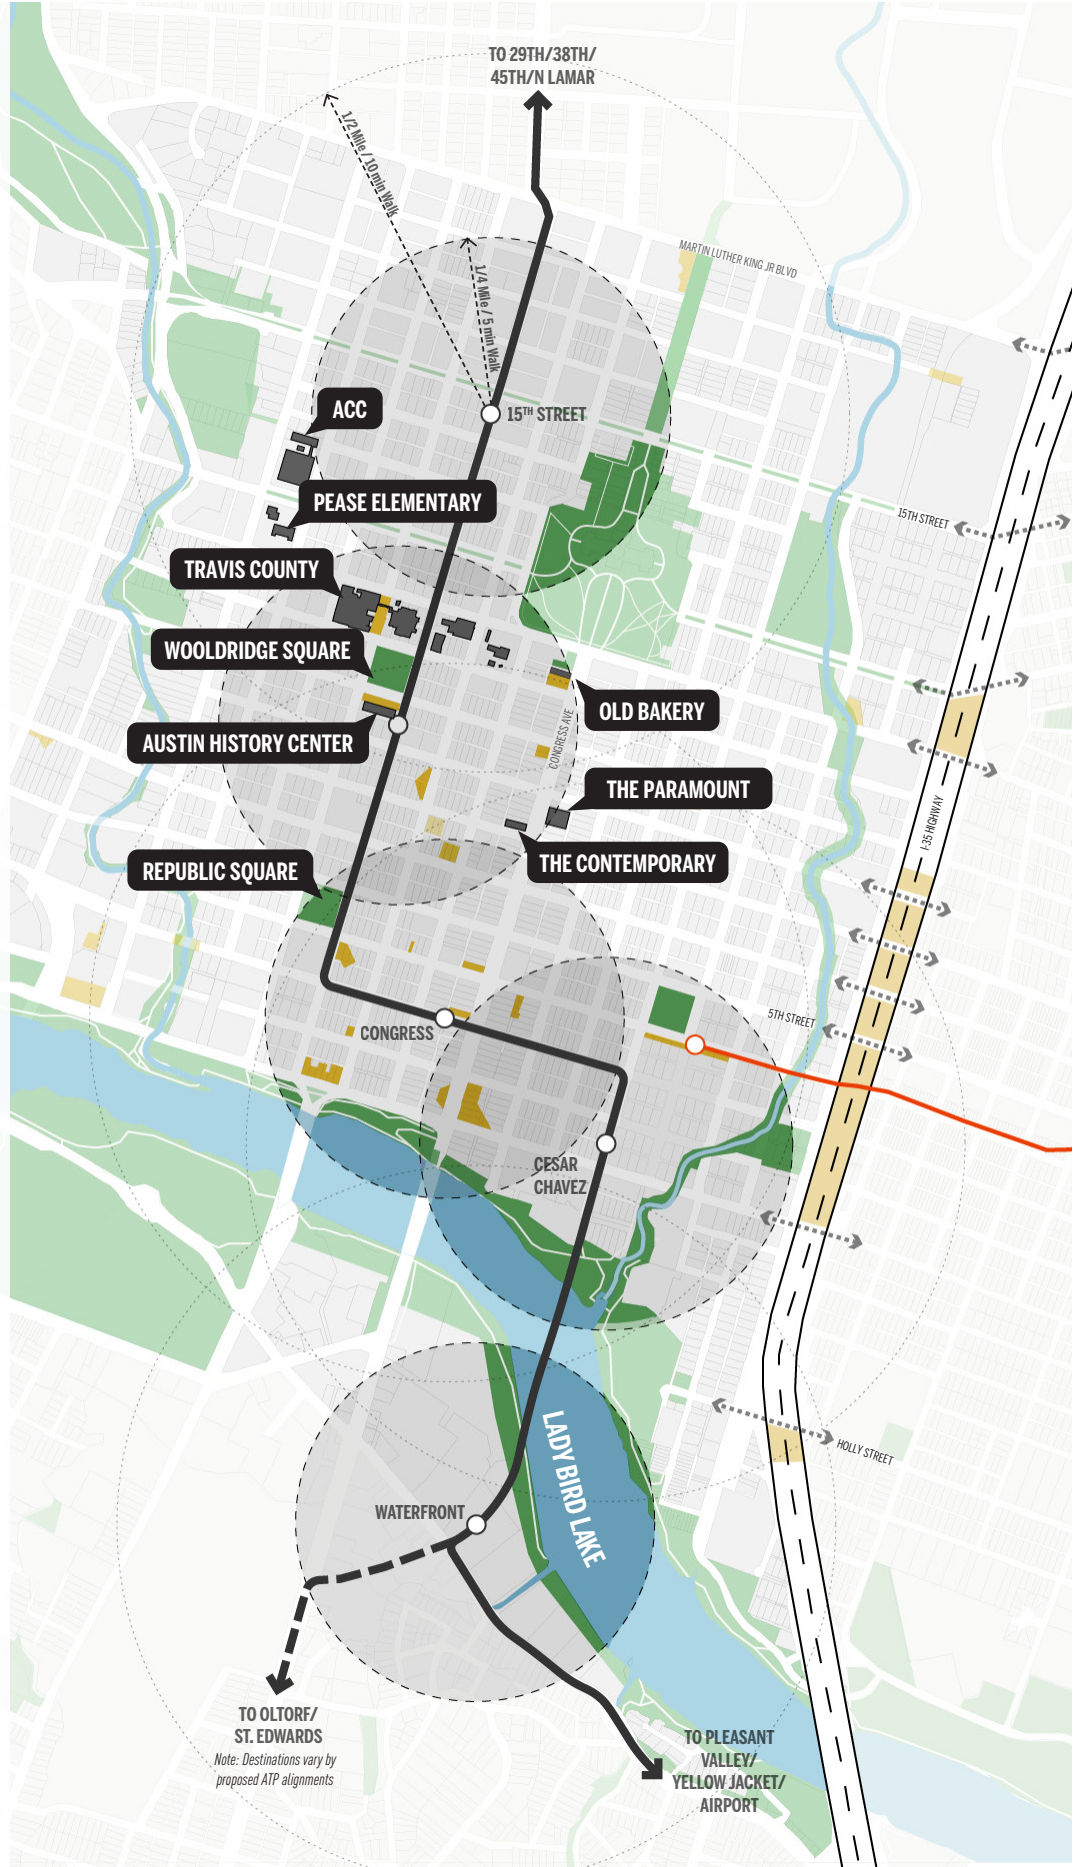 TO 29TH/38TH/
45TH/N LAMAR
1/2 Mile / 10 min Walk
1/4 Mile / 5 min Walk
MARTIN LUTHER KING JR BLVD
ACC
15TH STREET
PEASE ELEMENTARY
15TH STREET
TRAVIS COUNTY
WOOLDRIDGE SQUARE
OLD BAKERY
AUSTIN HISTORY CENTER
CONGRESS AVE
THE PARAMOUNT
I-35 HIGHWAY
THE CONTEMPORARY
REPUBLIC SQUARE
5TH STREET
CONGRESS
CESAR
CHAVEZ
LADY BIRD LAKE
HOLLY STREET
WATERFRONT
TO OLTORF/
ST. EDWARDS
Note: Destinations vary by
proposed ATP alignments
TO PLEASANT
VALLEY/
YELLOW JACKET/
AIRPORT